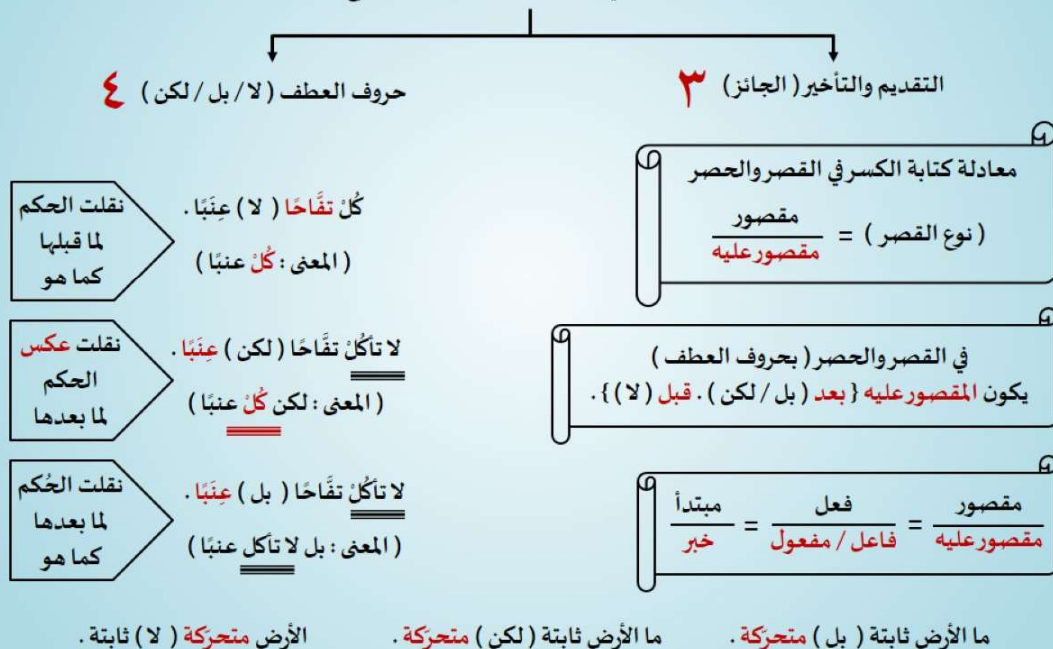 التقديم والتأخير ( الجائز ) ٣
حروف العطف ( لا / بل / لكن ) ٤
معادلة كتابة الكسر في القصر والحصر
( نوع القصر ) = مقصور / مقصور عليه
في القصر والحصر ( بحروف العطف )
يكون المقصور عليه { بعد ( بل / لكن ) . قبل ( لا ) } .
مقصور / مقصور عليه = فعل / فاعل / مفعول = مبتدأ / خبر
كُلْ تفَّاحًا ( لا ) عِنَبًا .
( المعنى : كُلْ عنبًا )
نقلت الحكم
لما قبلها
كما هو
لا تأكُلْ تفَّاحًا ( لكن ) عِنَبًا .
( المعنى : لكن كُلْ عنبًا )
نقلت عكس
الحكم
لما بعدها
لا تأكُلْ تفَّاحًا ( بل ) عِنَبًا .
( المعنى : بل لا تأكل عنبًا )
نقلت الحُكم
لما بعدها
كما هو
ما الأرض ثابتة ( بل ) متحرّكة .
ما الأرض ثابتة ( لكن ) متحرّكة .
الأرض متحرّكة ( لا ) ثابتة .